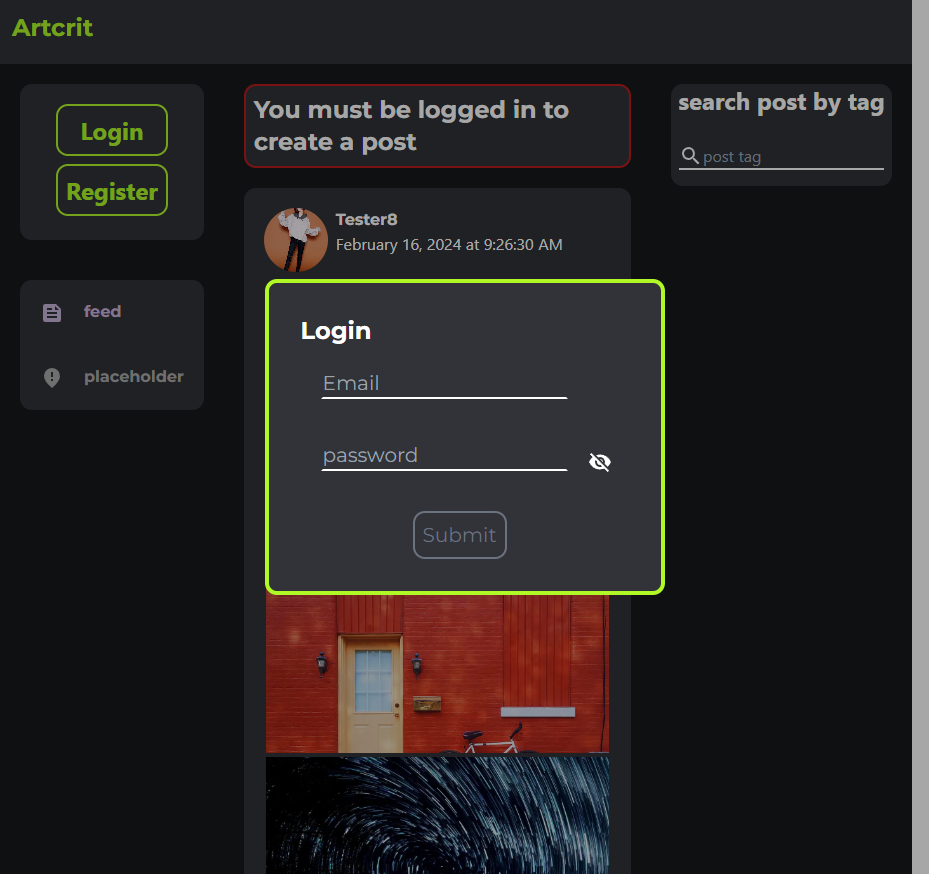 Artcrit
Login
Register
feed
placeholder
You must be logged in to
create a post
Tester8
February 16, 2024 at 9:26:30 AM
Login
Email
password
Submit
search post by tag
post tag